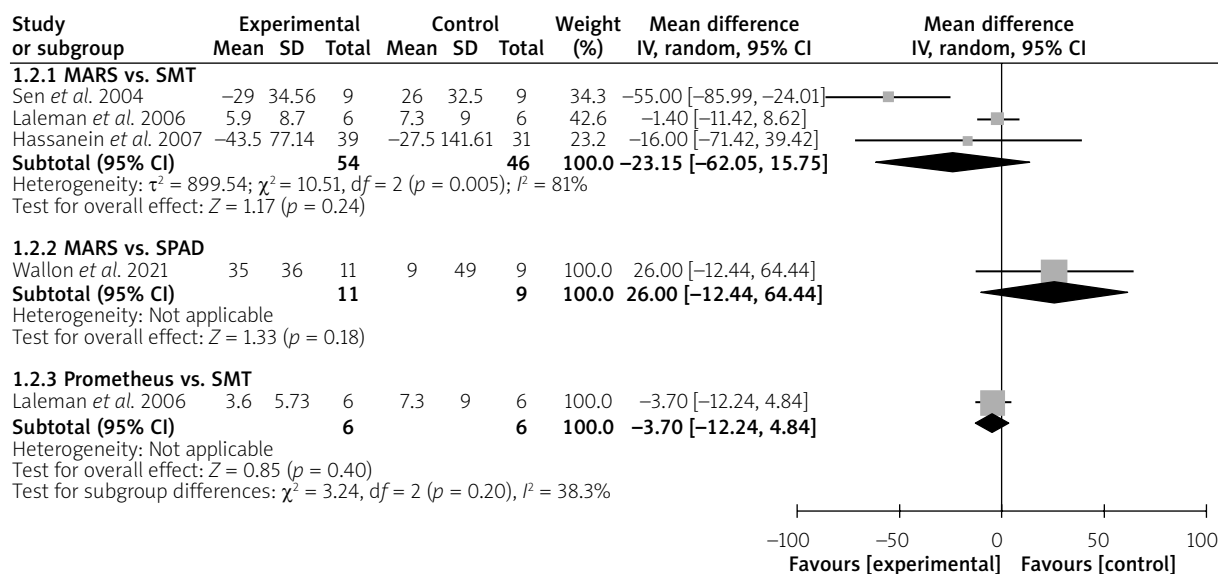 Study Experimental Control Weight Mean difference Mean difference
or subgroup Mean SD Total Mean SD Total (%) IV, random, 95% CI IV, random, 95% CI
1.2.1 MARS vs. SMT
Sen et al. 2004 −29 34.56 9 26 32.5 9 34.3 −55.00 [−85.99, −24.01]
Laleman et al. 2006 5.9 8.7 6 7.3 9 6 42.6 −1.40 [−11.42, 8.62]
Hassanein et al. 2007 −43.5 77.14 39 −27.5 141.61 31 23.2 −16.00 [−71.42, 39.42]
Subtotal (95% CI) 54 46 100.0 −23.15 [−62.05, 15.75]
Heterogeneity: τ² = 899.54; χ² = 10.51, df = 2 (p = 0.005); I² = 81%
Test for overall effect: Z = 1.17 (p = 0.24)
1.2.2 MARS vs. SPAD
Wallon et al. 2021 35 36 11 9 49 9 100.0 26.00 [−12.44, 64.44]
Subtotal (95% CI) 11 9 100.0 26.00 [−12.44, 64.44]
Heterogeneity: Not applicable
Test for overall effect: Z = 1.33 (p = 0.18)
1.2.3 Prometheus vs. SMT
Laleman et al. 2006 3.6 5.73 6 7.3 9 6 100.0 −3.70 [−12.24, 4.84]
Subtotal (95% CI) 6 6 100.0 −3.70 [−12.24, 4.84]
Heterogeneity: Not applicable
Test for overall effect: Z = 0.85 (p = 0.40)
Test for subgroup differences: χ² = 3.24, df = 2 (p = 0.20), I² = 38.3%
−100 −50 0 50 100
Favours [experimental] Favours [control]